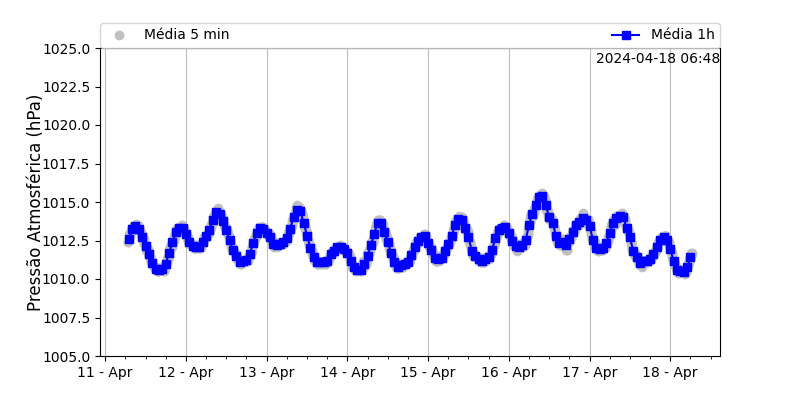 Média 5 min
Média 1h
2024-04-18 06:48
Pressão Atmosférica (hPa)
1025.0
1022.5
1020.0
1017.5
1015.0
1012.5
1010.0
1007.5
1005.0
11 - Apr
12 - Apr
13 - Apr
14 - Apr
15 - Apr
16 - Apr
17 - Apr
18 - Apr